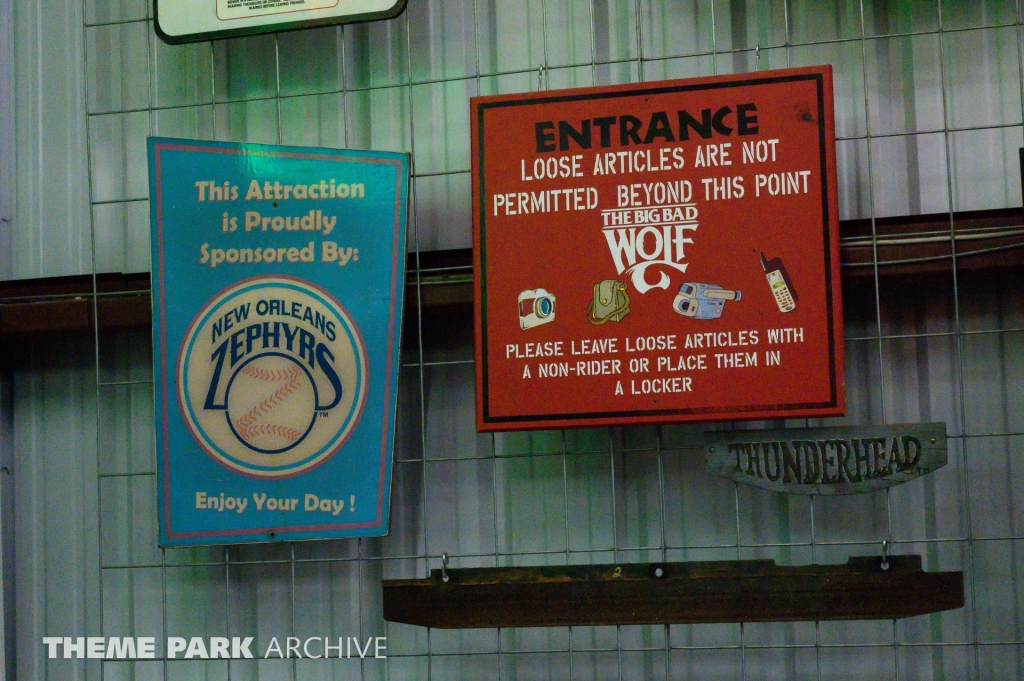 This Attraction
is Proudly
Sponsored By:
NEW ORLEANS
ZEPHYRS
TM
Enjoy Your Day !
ENTRANCE
LOOSE ARTICLES ARE NOT
PERMITTED BEYOND THIS POINT
THE BIG BAD
WOLF
PLEASE LEAVE LOOSE ARTICLES WITH
A NON-RIDER OR PLACE THEM IN
A LOCKER
THUNDERHEAD
THEME PARK ARCHIVE